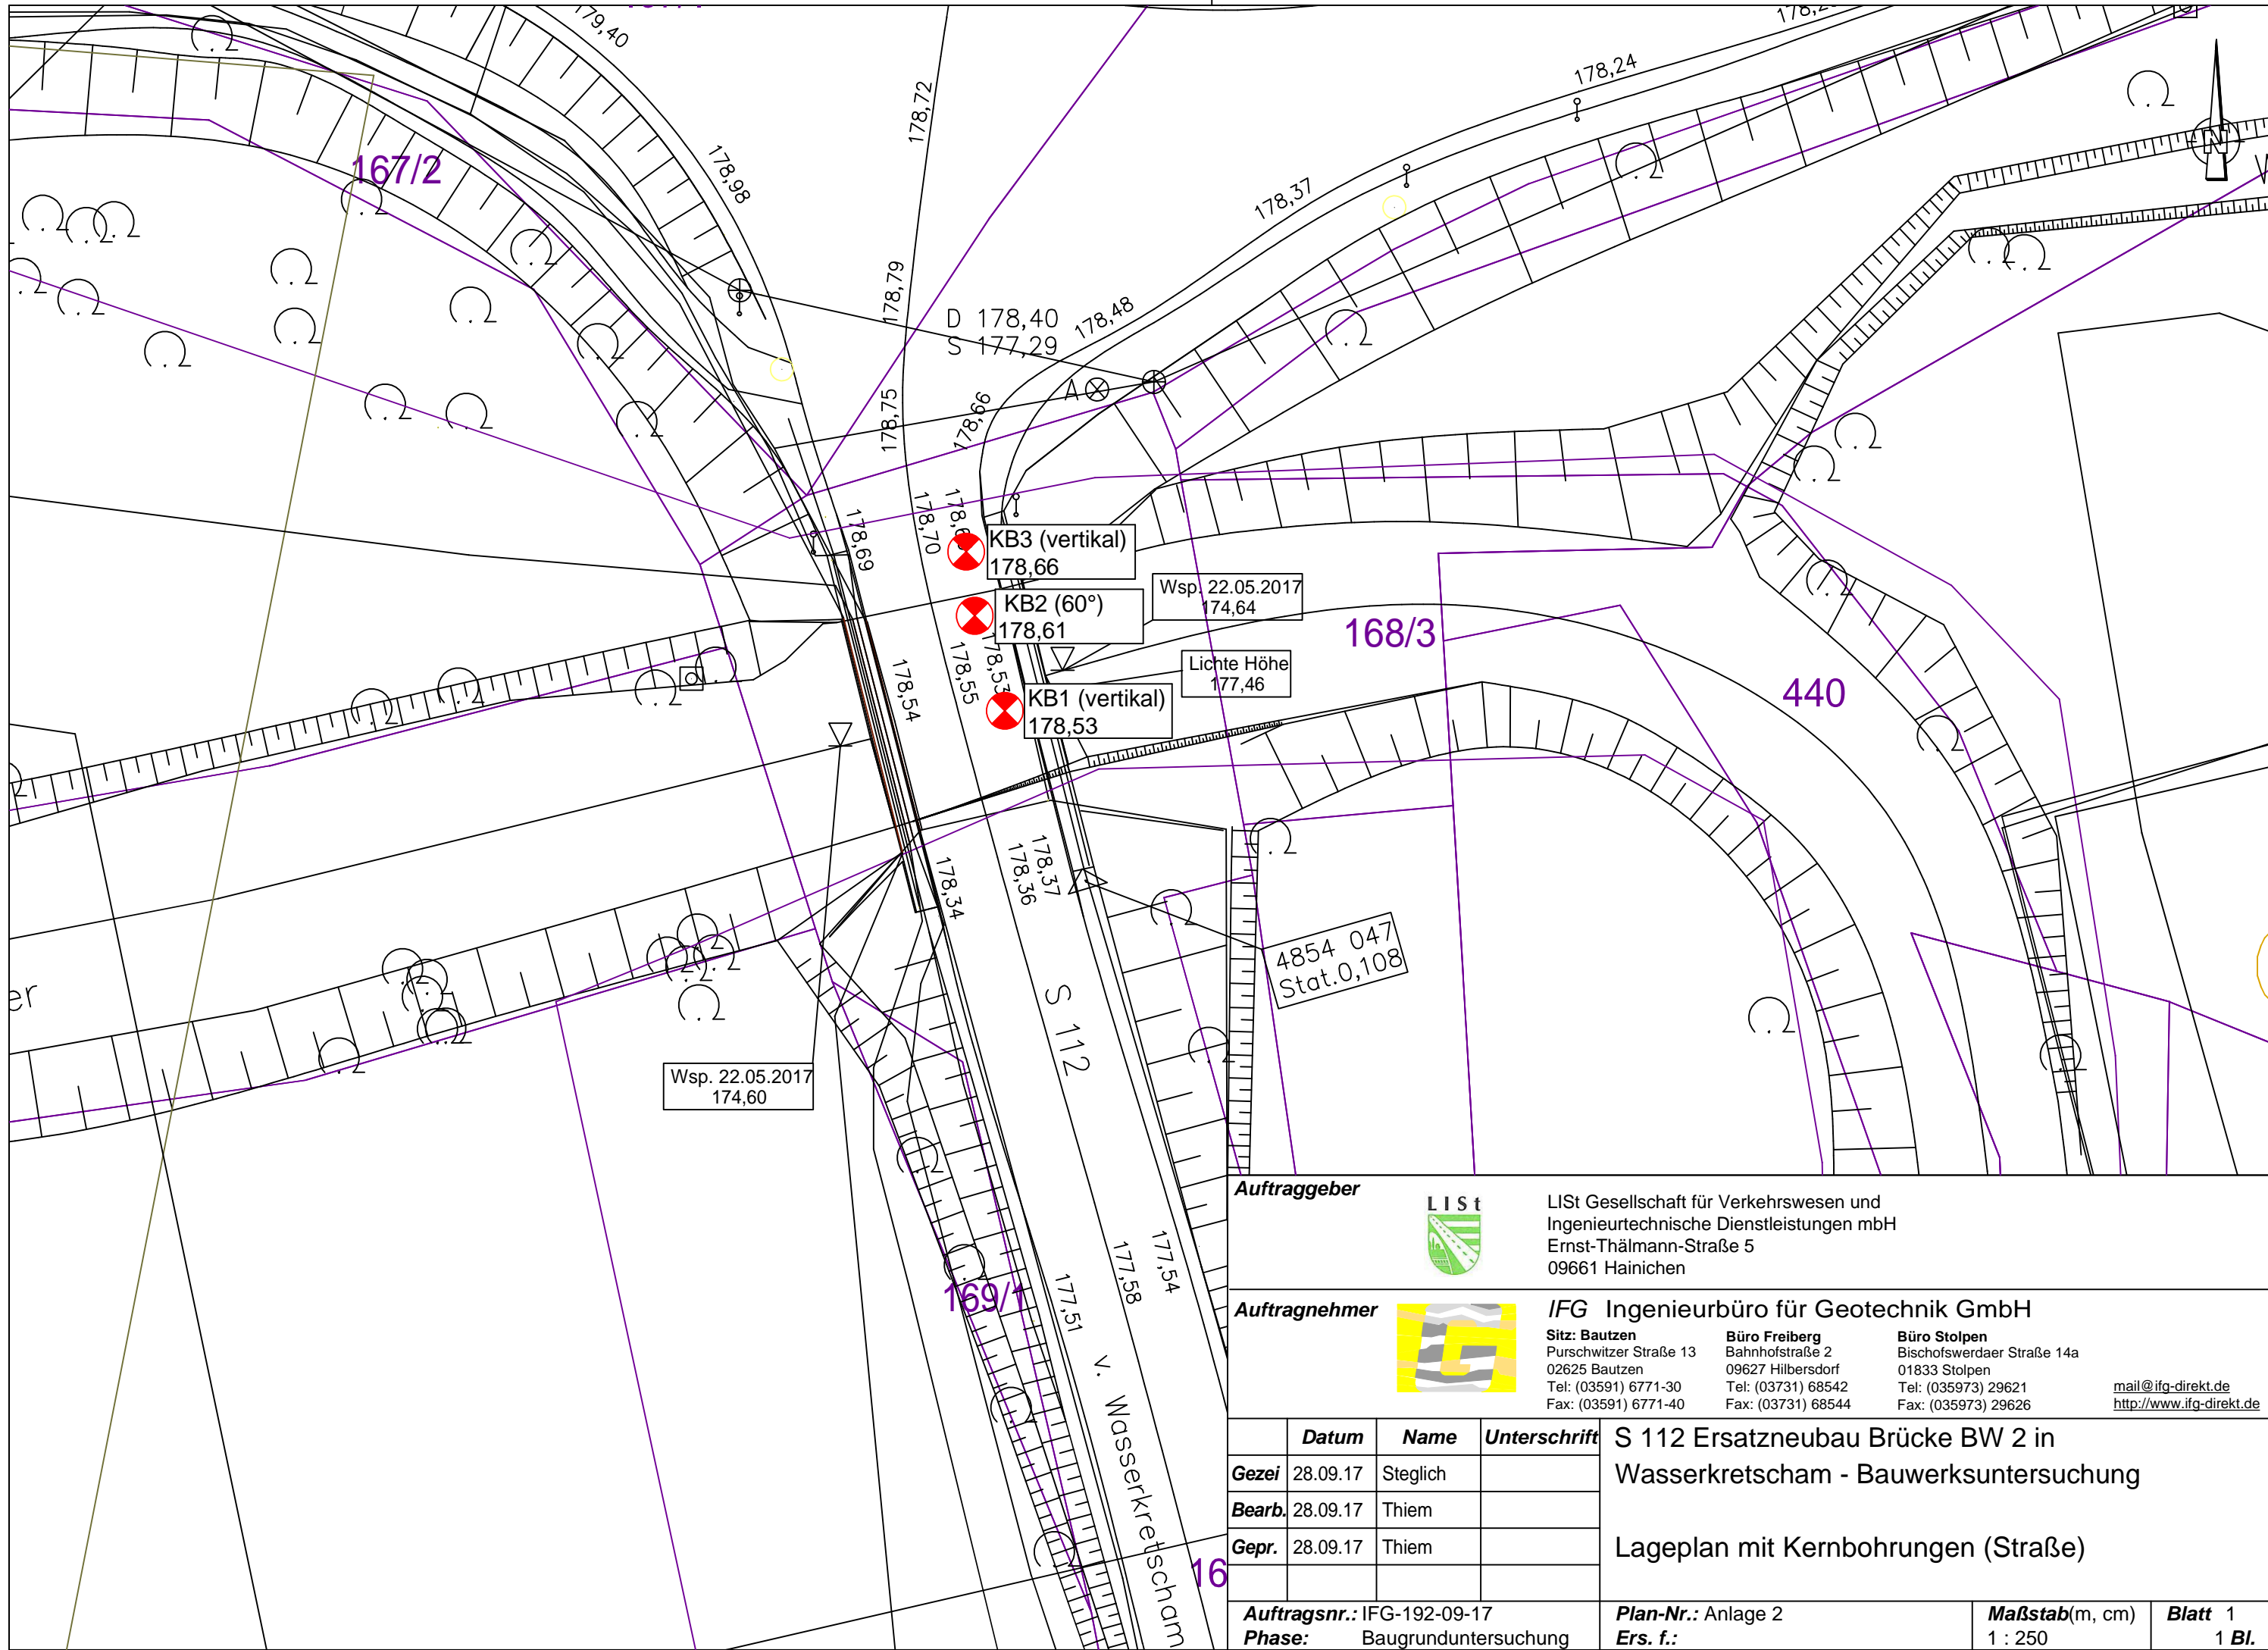 179,40
178,72
178,24
167/2
178,98
178,37
178,79
D 178,40
S 177,29
178,48
A
178,75
178,66
178,70
178,69
KB3 (vertikal)
178,66
Wsp. 22.05.2017
174,64
KB2 (60°)
178,61
168/3
Lichte Höhe
177,46
178,54
178,55
178,53
KB1 (vertikal)
178,53
440
178,37
178,36
178,34
4854 047
Stat.0,108
er
S 112
Wsp. 22.05.2017
174,60
169/1
177,51
177,58
177,54
v. Wasserkretscham
16
N
Auftraggeber
LISt
LISt Gesellschaft für Verkehrswesen und
Ingenieurtechnische Dienstleistungen mbH
Ernst-Thälmann-Straße 5
09661 Hainichen
Auftragnehmer
IFG Ingenieurbüro für Geotechnik GmbH
Sitz: Bautzen
Purschwitzer Straße 13
02625 Bautzen
Tel: (03591) 6771-30
Fax: (03591) 6771-40
Büro Freiberg
Bahnhofstraße 2
09627 Hilbersdorf
Tel: (03731) 68542
Fax: (03731) 68544
Büro Stolpen
Bischofswerdaer Straße 14a
01833 Stolpen
Tel: (035973) 29621
Fax: (035973) 29626
mail@ifg-direkt.de
http://www.ifg-direkt.de
Datum Name Unterschrift
Gezei 28.09.17 Steglich
Bearb. 28.09.17 Thiem
Gepr. 28.09.17 Thiem
S 112 Ersatzneubau Brücke BW 2 in
Wasserkretscham - Bauwerksuntersuchung
Lageplan mit Kernbohrungen (Straße)
Auftragsnr.: IFG-192-09-17
Phase: Baugrunduntersuchung
Plan-Nr.: Anlage 2
Ers. f.:
Maßstab(m, cm)
1 : 250
Blatt 1
1 Bl.